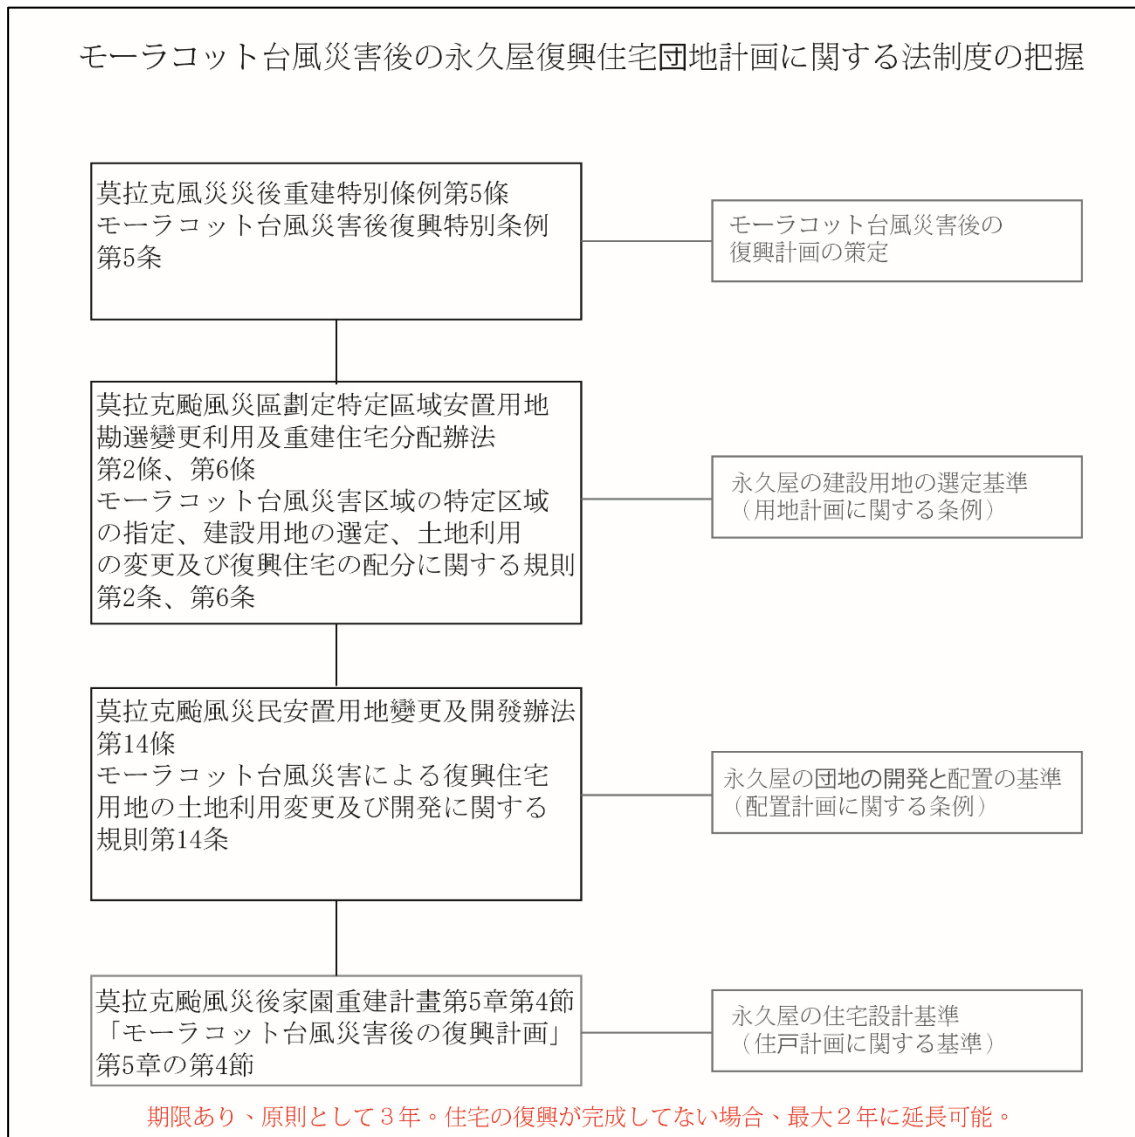 モーラコット台風災害後の永久屋復興住宅団地計画に関する法制度の把握
莫拉克風災災後重建特別條例第5條
モーラコット台風災害後復興特別条例
第5条
モーラコット台風災害後の
復興計画の策定
莫拉克颱風災區劃定特定區域安置用地
勘選變更利用及重建住宅分配辦法
第2條、第6條
モーラコット台風災害区域の特定区域
の指定、建設用地の選定、土地利用
の変更及び復興住宅の配分に関する規則
第2条、第6条
永久屋の建設用地の選定基準
（用地計画に関する条例）
莫拉克颱風災民安置用地變更及開發辦法
第14條
モーラコット台風災害による復興住宅
用地の土地利用変更及び開発に関する
規則第14条
永久屋の団地の開発と配置の基準
（配置計画に関する条例）
莫拉克颱風災後家園重建計畫第5章第4節
「モーラコット台風災害後の復興計画」
第5章の第4節
永久屋の住宅設計基準
（住戸計画に関する基準）
期限あり、原則として３年。住宅の復興が完成してない場合、最大２年に延長可能。